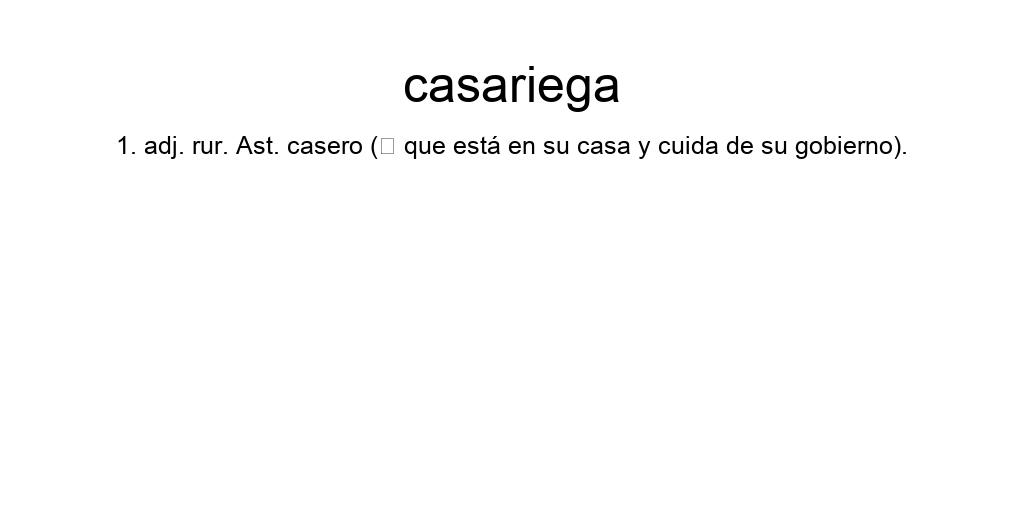 casariega
1. adj. rur. Ast. casero (▯ que está en su casa y cuida de su gobierno).